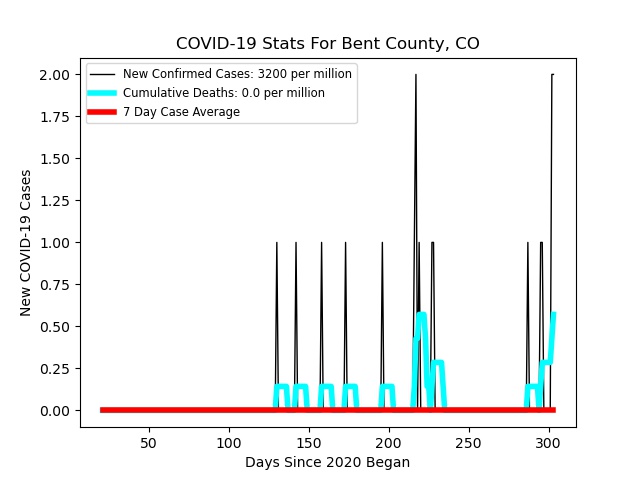 COVID-19 Stats For Bent County, CO
New Confirmed Cases: 3200 per million
Cumulative Deaths: 0.0 per million
7 Day Case Average
New COVID-19 Cases
2.00
1.75
1.50
1.25
1.00
0.75
0.50
0.25
0.00
50 100 150 200 250 300
Days Since 2020 Began